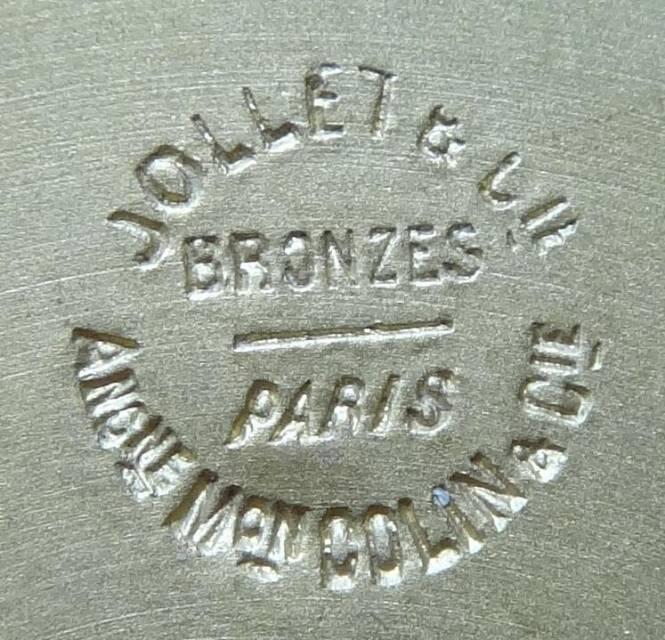 JOLLET & CIE
BRONZES
PARIS
ANCNE MON COLIN & CIE